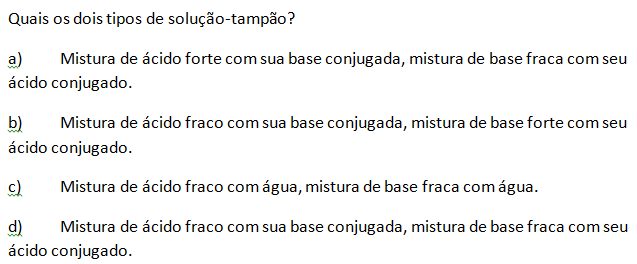 Quais os dois tipos de solução-tampão?
a) Mistura de ácido forte com sua base conjugada, mistura de base fraca com seu
ácido conjugado.
b) Mistura de ácido fraco com sua base conjugada, mistura de base forte com seu
ácido conjugado.
c) Mistura de ácido fraco com água, mistura de base fraca com água.
d) Mistura de ácido fraco com sua base conjugada, mistura de base fraca com seu
ácido conjugado.